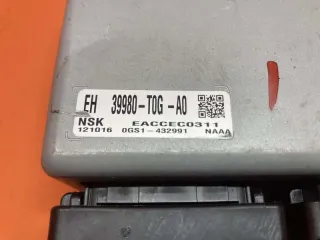 EH 39980-T0G-A0
NSK EACCEC0311
121016 0GS1-432991 NAAA